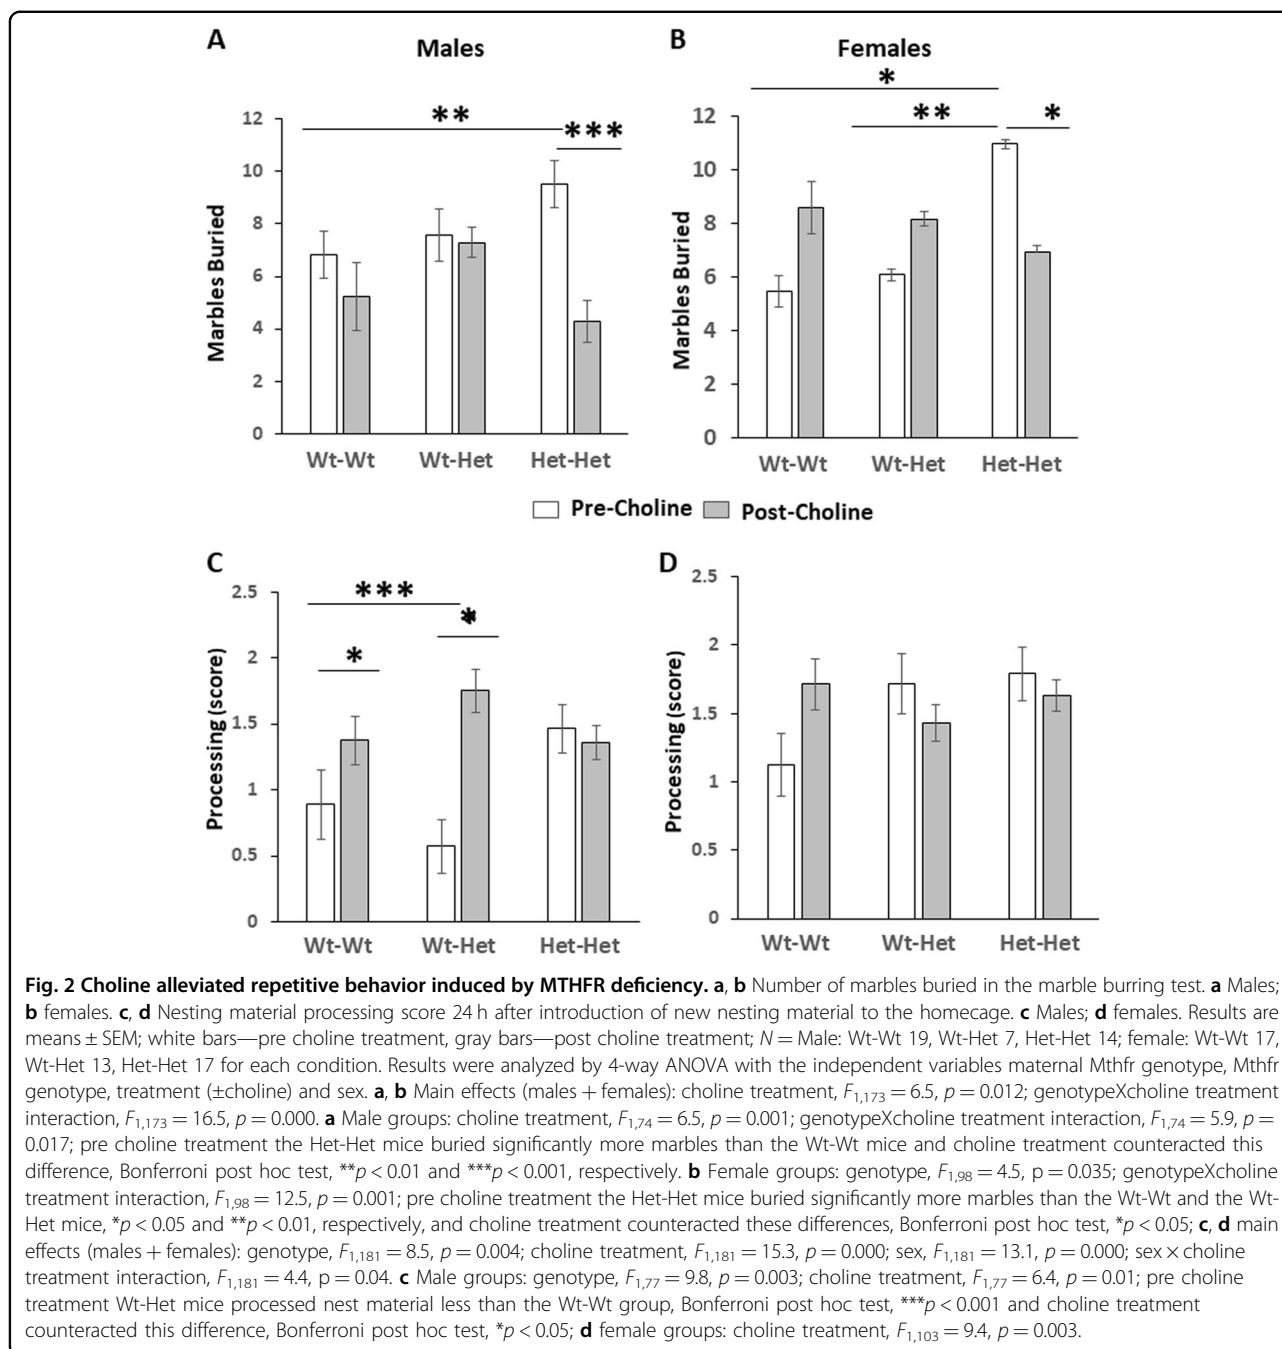 A
Males
B
Females
*
**
***
**
*
12
10
8
6
4
2
0
Marbles Buried
Wt-Wt
Wt-Het
Het-Het
12
10
8
6
4
2
0
Marbles Buried
Wt-Wt
Wt-Het
Het-Het
Pre-Choline
Post-Choline
C
D
***
*
*
2.5
2
1.5
1
0.5
0
Processing (score)
Wt-Wt
Wt-Het
Het-Het
2.5
2
1.5
1
0.5
0
Processing (score)
Wt-Wt
Wt-Het
Het-Het
Fig. 2 Choline alleviated repetitive behavior induced by MTHFR deficiency. a, b Number of marbles buried in the marble burring test. a Males;
b females. c, d Nesting material processing score 24 h after introduction of new nesting material to the homecage. c Males; d females. Results are
means ± SEM; white bars—pre choline treatment, gray bars—post choline treatment; N = Male: Wt-Wt 19, Wt-Het 7, Het-Het 14; female: Wt-Wt 17,
Wt-Het 13, Het-Het 17 for each condition. Results were analyzed by 4-way ANOVA with the independent variables maternal Mthfr genotype, Mthfr
genotype, treatment (±choline) and sex. a, b Main effects (males + females): choline treatment, F1,173 = 6.5, p = 0.012; genotypeXcholine treatment
interaction, F1,173 = 16.5, p = 0.000. a Male groups: choline treatment, F1,74 = 6.5, p = 0.001; genotypeXcholine treatment interaction, F1,74 = 5.9, p =
0.017; pre choline treatment the Het-Het mice buried significantly more marbles than the Wt-Wt mice and choline treatment counteracted this
difference, Bonferroni post hoc test, **p < 0.01 and ***p < 0.001, respectively. b Female groups: genotype, F1,98 = 4.5, p = 0.035; genotypeXcholine
treatment interaction, F1,98 = 12.5, p = 0.001; pre choline treatment the Het-Het mice buried significantly more marbles than the Wt-Wt and the Wt-
Het mice, *p < 0.05 and **p < 0.01, respectively, and choline treatment counteracted these differences, Bonferroni post hoc test, *p < 0.05; c, d main
effects (males + females): genotype, F1,181 = 8.5, p = 0.004; choline treatment, F1,181 = 15.3, p = 0.000; sex, F1,181 = 13.1, p = 0.000; sex × choline
treatment interaction, F1,181 = 4.4, p = 0.04. c Male groups: genotype, F1,77 = 9.8, p = 0.003; choline treatment, F1,77 = 6.4, p = 0.01; pre choline
treatment Wt-Het mice processed nest material less than the Wt-Wt group, Bonferroni post hoc test, ***p < 0.001 and choline treatment
counteracted this difference, Bonferroni post hoc test, *p < 0.05; d female groups: choline treatment, F1,103 = 9.4, p = 0.003.